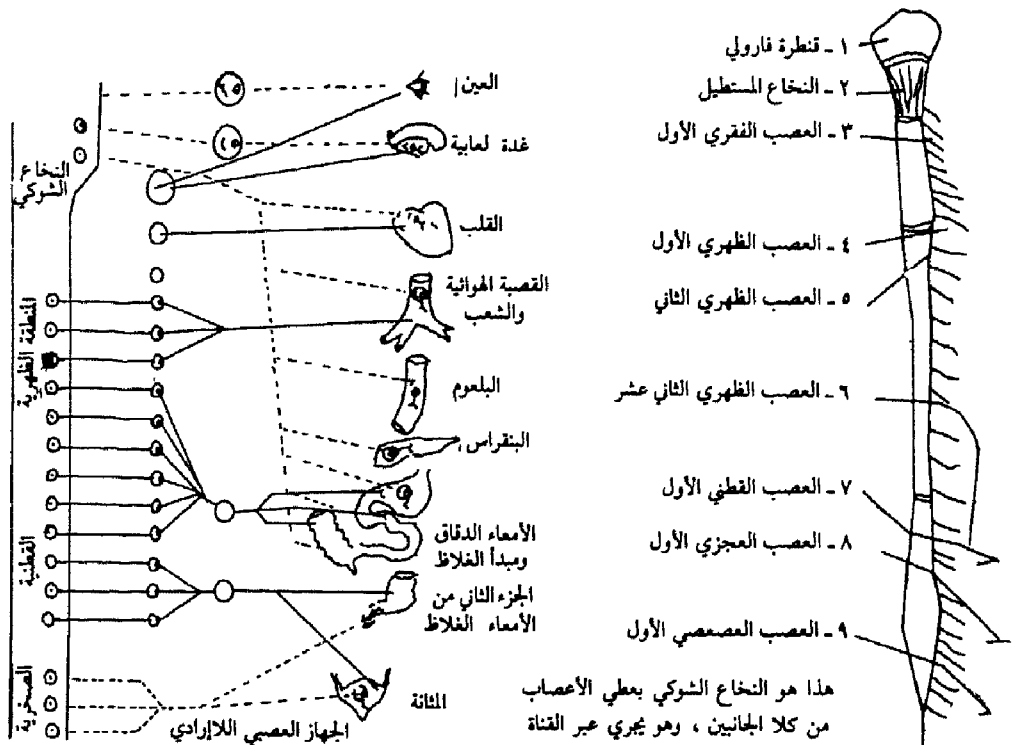 ١ - قنطرة فارولي
٢ - النخاع المستطيل
٣ - العصب الفقري الأول
٤ - العصب الظهري الأول
٥ - العصب الظهري الثاني
٦ - العصب الظهري الثاني عشر
٧ - العصب القطني الأول
٨ - العصب العجزي الأول
٩ - العصب العصعصي الأول
هذا هو النخاع الشوكي يعطي الأعصاب
من كلا الجانبين ، وهو يجري عبر القناة
العين
غدة لعابية
القلب
القصبة الهوائية
والشعب
البلعوم
البنقراس
الأمعاء الدقاق
ومبدأ الغلاظ
الجزء الثاني من
الأمعاء الغلاظ
المثانة
الجهاز العصبي اللاإرادي
النخاع
الشوكي
المنطقة الظهرية
القطنية
الصخرية